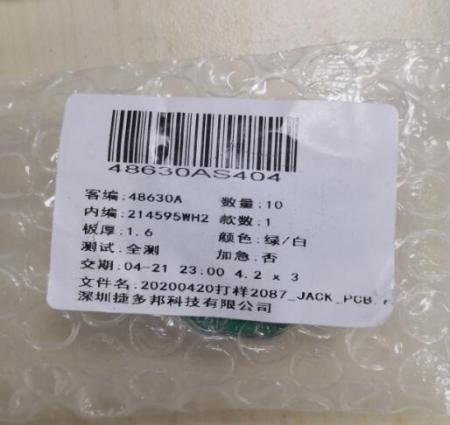 48630AS404
客编:48630A 数量:10
内编:214595WH2 款数:1
板厚:1.6 颜色:绿/白
测试:全测 加急:否
交期:04-21 23:00 4.2 x 3
文件名:20200420打样2087_JACK_PCB
深圳捷多邦科技有限公司